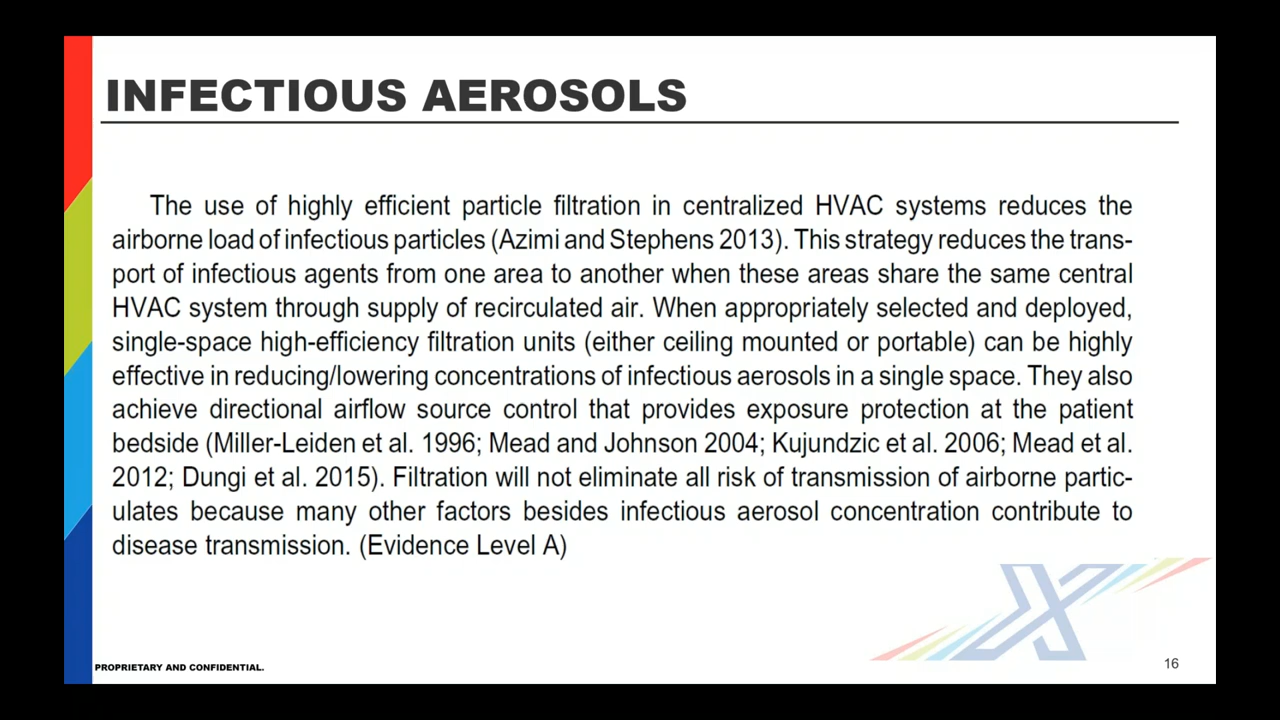 INFECTIOUS AEROSOLS
The use of highly efficient particle filtration in centralized HVAC systems reduces the
airborne load of infectious particles (Azimi and Stephens 2013). This strategy reduces the trans-
port of infectious agents from one area to another when these areas share the same central
HVAC system through supply of recirculated air. When appropriately selected and deployed,
single-space high-efficiency filtration units (either ceiling mounted or portable) can be highly
effective in reducing/lowering concentrations of infectious aerosols in a single space. They also
achieve directional airflow source control that provides exposure protection at the patient
bedside (Miller-Leiden et al. 1996; Mead and Johnson 2004; Kujundzic et al. 2006; Mead et al.
2012; Dungi et al. 2015). Filtration will not eliminate all risk of transmission of airborne partic-
ulates because many other factors besides infectious aerosol concentration contribute to
disease transmission. (Evidence Level A)
PROPRIETARY AND CONFIDENTIAL.
16